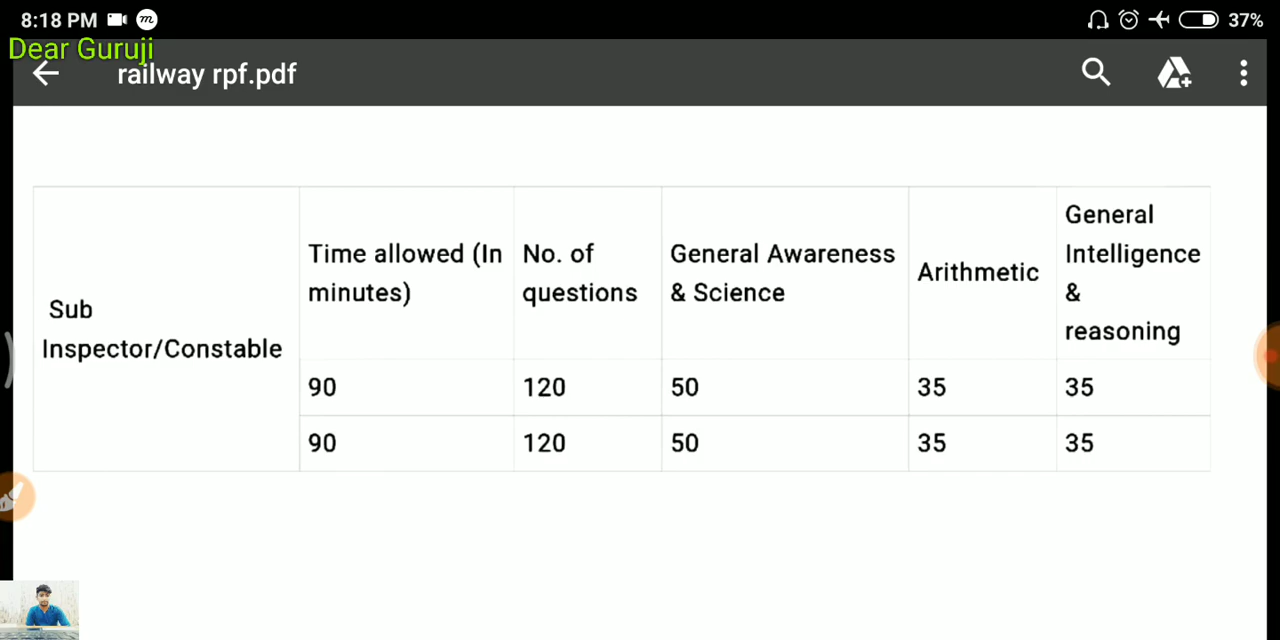 8:18 PM m 37%
Dear Guruji
railway rpf.pdf
Sub
Inspector/Constable
Time allowed (In
minutes)
No. of
questions
General Awareness
& Science
Arithmetic
General
Intelligence
&
reasoning
90 120 50 35 35
90 120 50 35 35